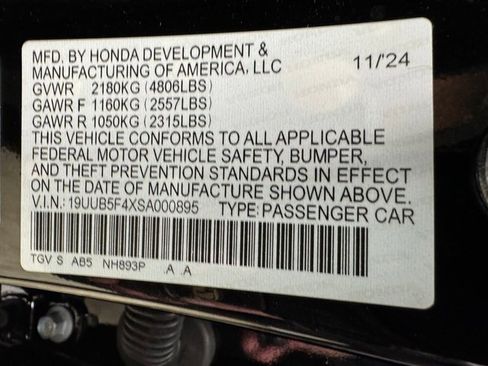 MFD. BY HONDA DEVELOPMENT &
MANUFACTURING OF AMERICA, LLC 11/24
GVWR 2180KG (4806LBS)
GAWR F 1160KG (2557LBS)
GAWR R 1050KG (2315LBS)
THIS VEHICLE CONFORMS TO ALL APPLICABLE
FEDERAL MOTOR VEHICLE SAFETY, BUMPER,
AND THEFT PREVENTION STANDARDS IN EFFECT
ON THE DATE OF MANUFACTURE SHOWN ABOVE.
V.I.N.: 19UUB5F4XSA000895 TYPE: PASSENGER CAR
TGV S AB5 NH893P A A